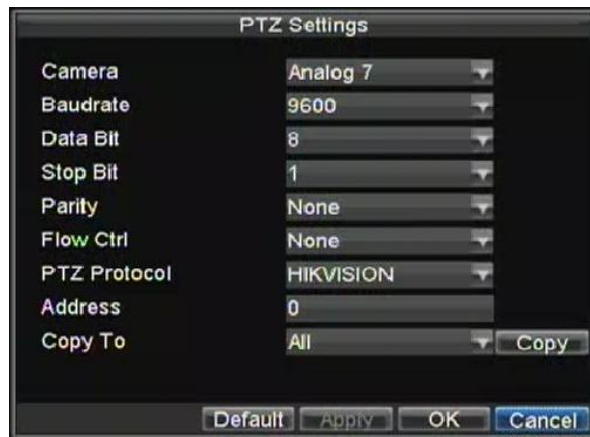 PTZ Settings
Camera Analog 7
Baudrate 9600
Data Bit 8
Stop Bit 1
Parity None
Flow Ctrl None
PTZ Protocol HIKVISION
Address 0
Copy To All Copy
Default Apply OK Cancel